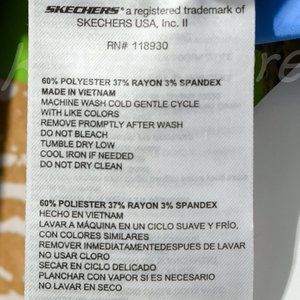 SKECHERS® a registered trademark of
SKECHERS USA, Inc. II
RN# 118930
60% POLYESTER 37% RAYON 3% SPANDEX
MADE IN VIETNAM
MACHINE WASH COLD GENTLE CYCLE
WITH LIKE COLORS
REMOVE PROMPTLY AFTER WASH
DO NOT BLEACH
TUMBLE DRY LOW
COOL IRON IF NEEDED
DO NOT DRY CLEAN
60% POLIESTER 37% RAYON 3% SPANDEX
HECHO EN VIETNAM
LAVAR A MÁQUINA EN UN CICLO SUAVE Y FRÍO,
CON COLORES SIMILARES
REMOVER INMEDIATAMENTEDESPUES DE LAVAR
NO USAR CLORO
SECAR EN CICLO DELICADO
PLANCHAR CON VAPOR SI ES NECESARIO
NO LAVAR EN SECO